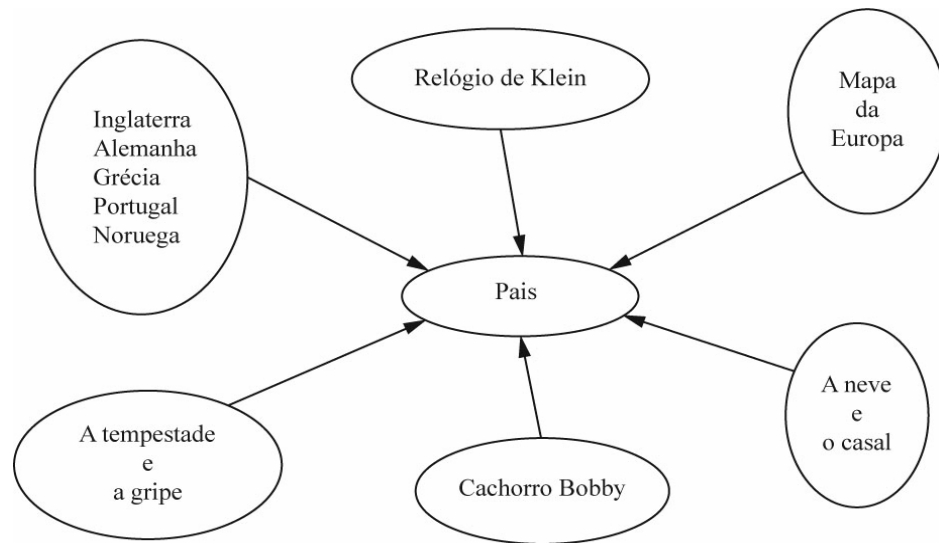 Inglaterra
Alemanha
Grécia
Portugal
Noruega
Relógio de Klein
Mapa
da
Europa
Pais
A tempestade
e
a gripe
Cachorro Bobby
A neve
e
o casal